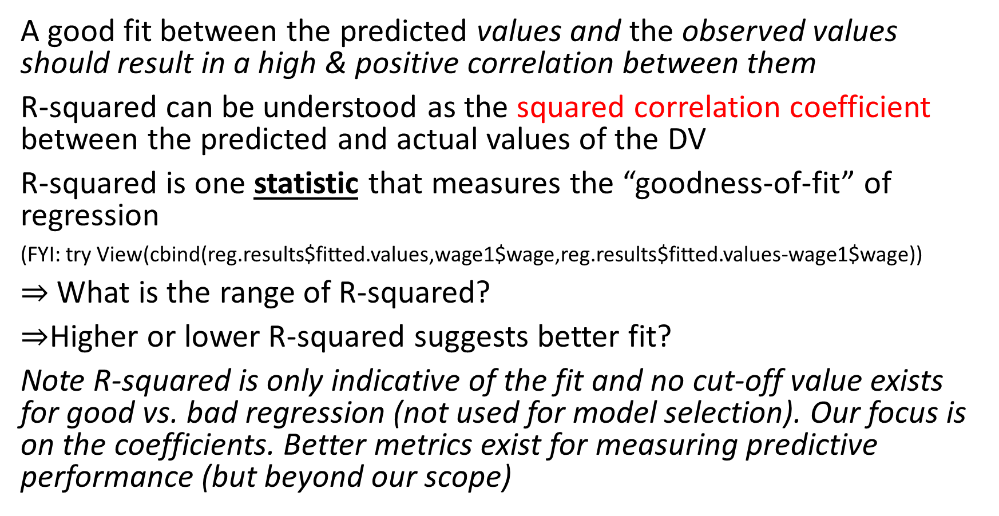 A good fit between the predicted values and the observed values
should result in a high & positive correlation between them
R-squared can be understood as the squared correlation coefficient
between the predicted and actual values of the DV
R-squared is one statistic that measures the “goodness-of-fit” of
regression
(FYI: try View(cbind(reg.results$fitted.values,wage1$wage,reg.results$fitted.values-wage1$wage))
⇒ What is the range of R-squared?
⇒Higher or lower R-squared suggests better fit?
Note R-squared is only indicative of the fit and no cut-off value exists
for good vs. bad regression (not used for model selection). Our focus is
on the coefficients. Better metrics exist for measuring predictive
performance (but beyond our scope)